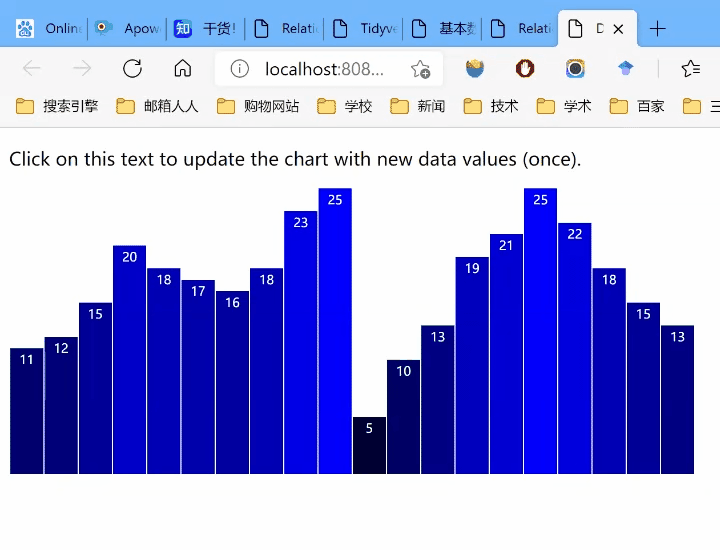 Online Apow 知 干货! Relatio Tidyve 基本数 Relati D
localhost:808...
搜索引擎 邮箱人人 购物网站 学校 新闻 技术 学术 百家 三
Click on this text to update the chart with new data values (once).
11 12 15 20 18 17 16 18 23 25 5 10 13 19 21 25 22 18 15 13